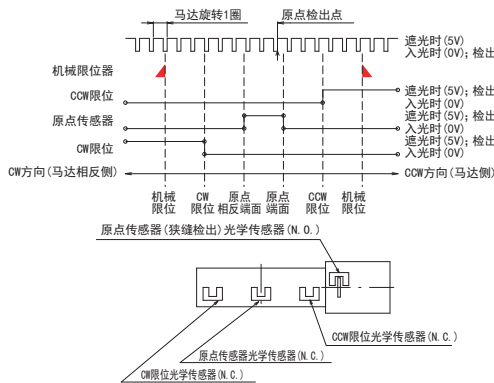 马达旋转1圈
原点检出点
遮光时(5V)
入光时(0V); 检出
机械限位器
CCW限位
遮光时(5V); 检出
入光时(0V)
原点传感器
遮光时(5V); 检出
入光时(0V)
CW限位
遮光时(5V); 检出
入光时(0V)
CW方向(马达相反侧)
CCW方向(马达侧)
机械
限位
CW
限位
原点
相反端面
原点
端面
CCW
限位
机械
限位
原点传感器(狭缝检出)光学传感器(N.O.)
CCW限位光学传感器(N.C.)
原点传感器光学传感器(N.C.)
CW限位光学传感器(N.C.)